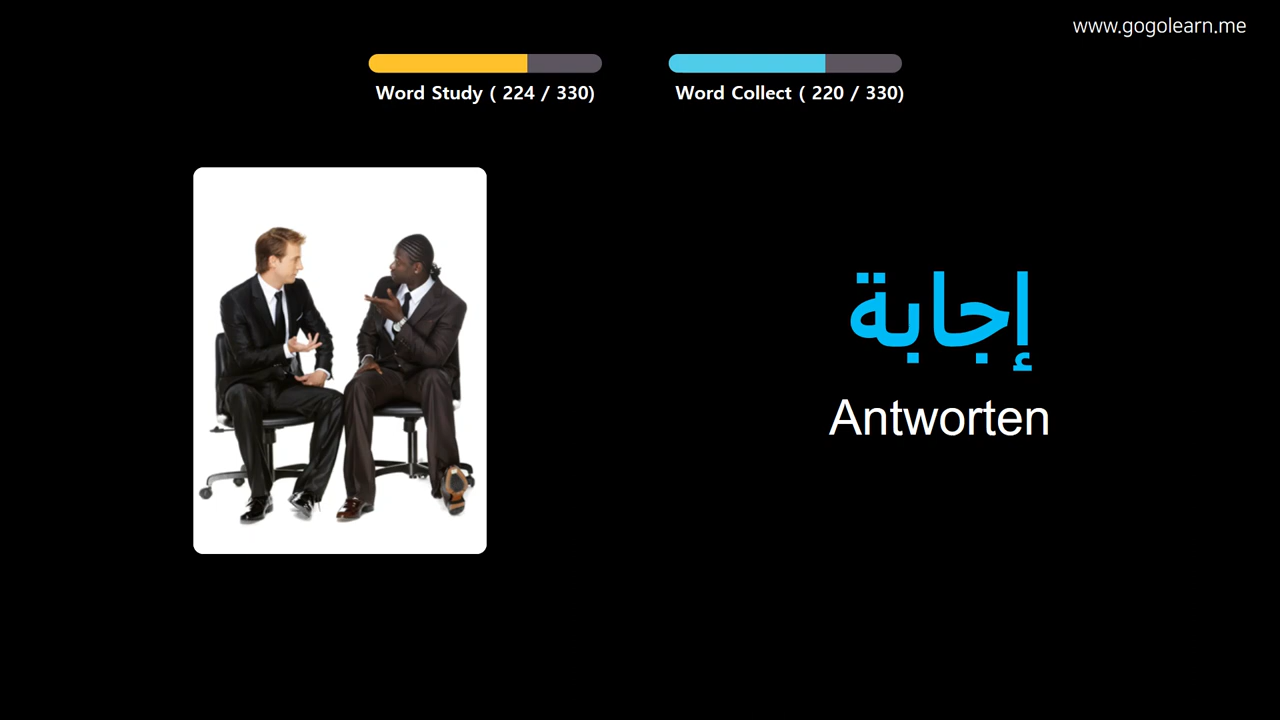 www.gogolearn.me
Word Study ( 224 / 330)
Word Collect ( 220 / 330)
إجابة
Antworten